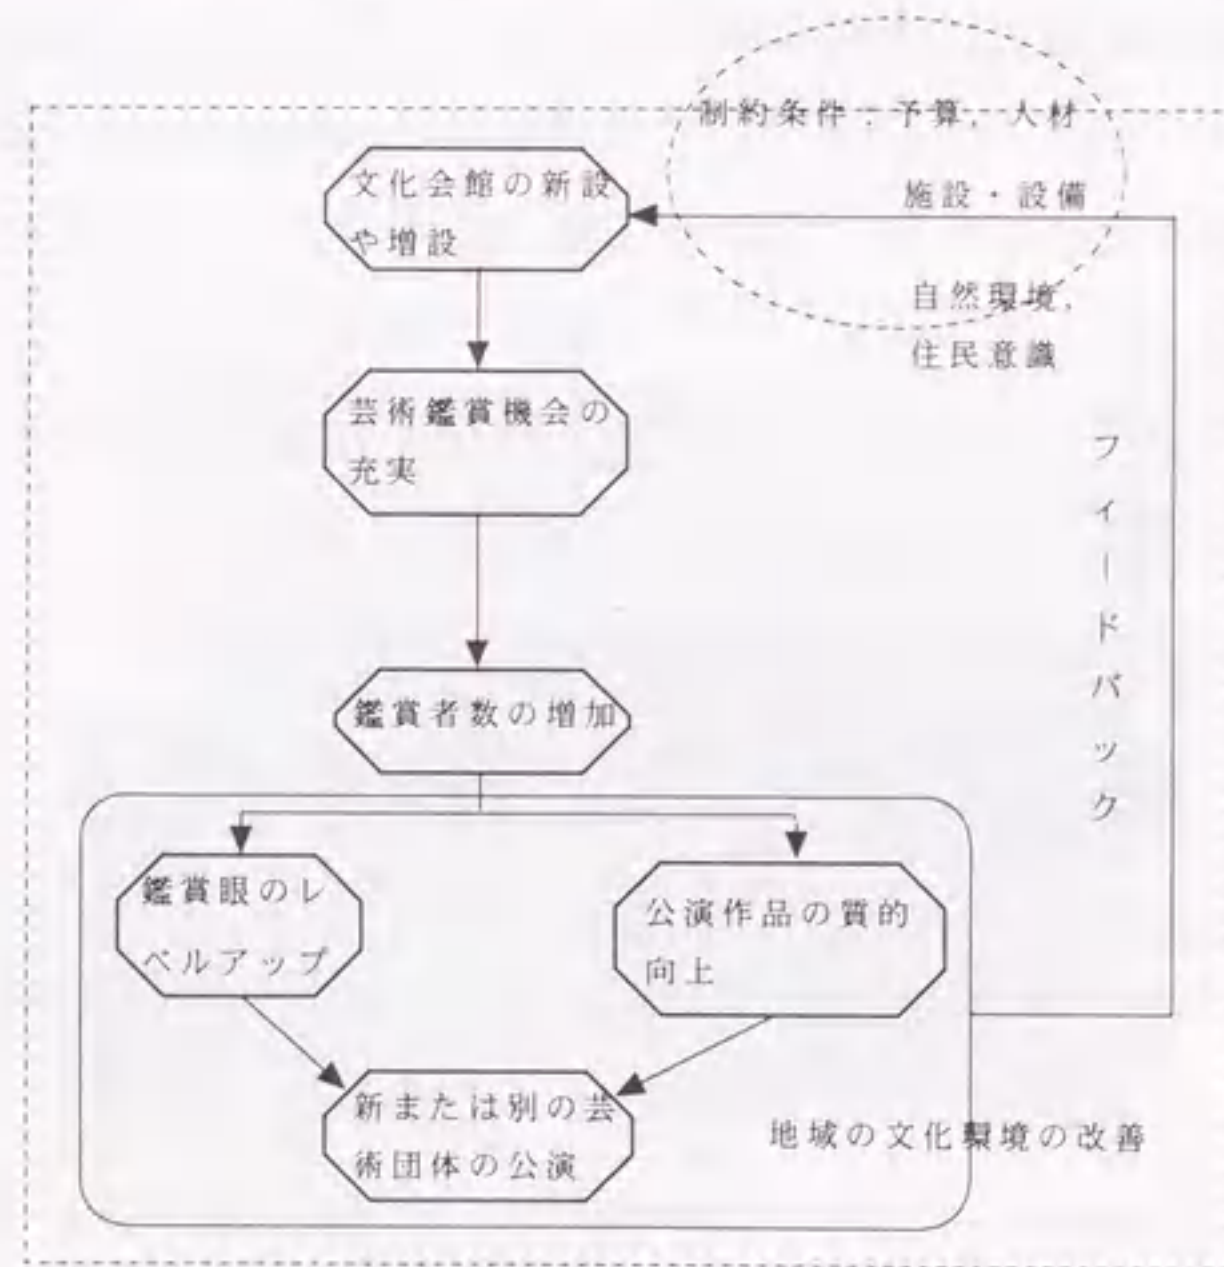 制約条件:予算,人材
文化会館の新設
や増設
施設・設備
自然環境,
住民意識
芸術鑑賞機会の
充実
フィードバック
鑑賞者数の増加
鑑賞眼のレ
ベルアップ
公演作品の質的
向上
新または別の芸
術団体の公演
地域の文化環境の改善